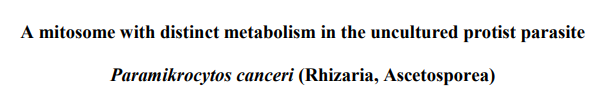 A mitosome with distinct metabolism in the uncultured protist parasite
Paramikrocytos canceri (Rhizaria, Ascetosporea)